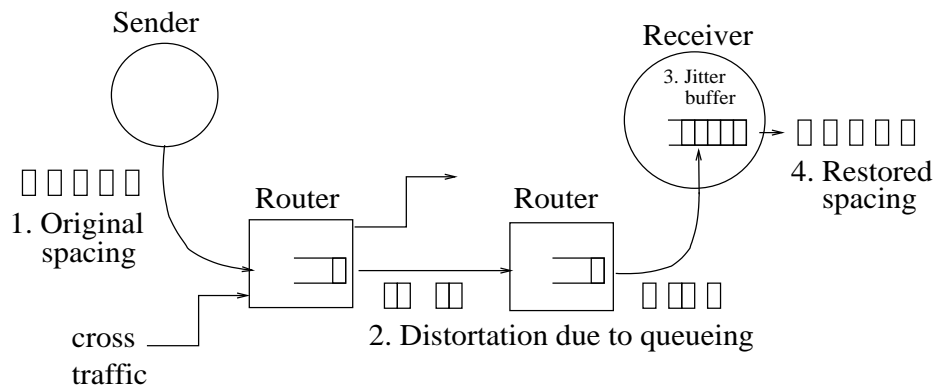 Sender
Receiver
3. Jitter
buffer
1. Original
spacing
Router
Router
4. Restored
spacing
2. Distortation due to queueing
cross
traffic